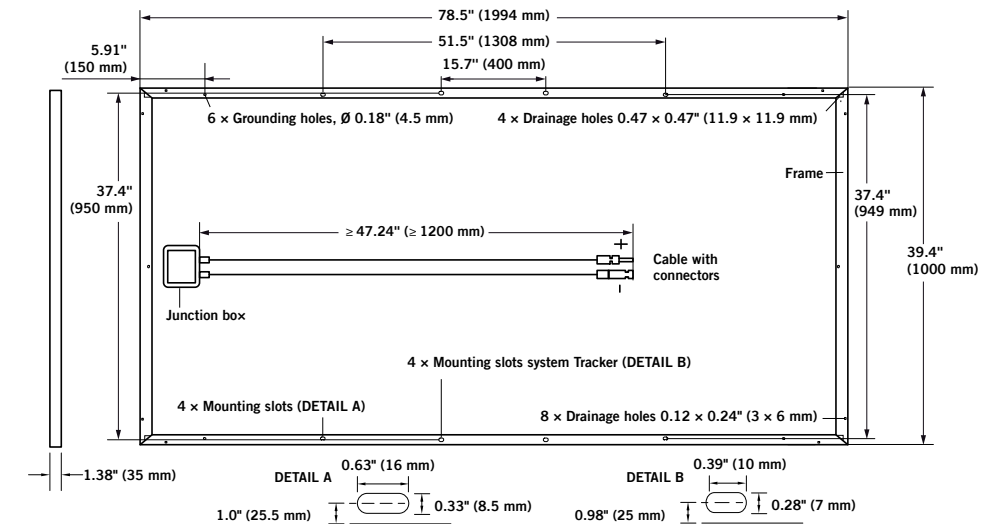 78.5" (1994 mm)
51.5" (1308 mm)
5.91"
(150 mm)
15.7" (400 mm)
6 × Grounding holes, Ø 0.18" (4.5 mm)
4 × Drainage holes 0.47 × 0.47" (11.9 × 11.9 mm)
Frame
37.4"
(950 mm)
37.4"
(949 mm)
≥ 47.24" (≥ 1200 mm)
+
Cable with
connectors
39.4"
(1000 mm)
–
Junction box
4 × Mounting slots system Tracker (DETAIL B)
4 × Mounting slots (DETAIL A)
8 × Drainage holes 0.12 × 0.24" (3 × 6 mm)
1.38" (35 mm)
DETAIL A
0.63" (16 mm)
1.0" (25.5 mm)
0.33" (8.5 mm)
DETAIL B
0.39" (10 mm)
0.98" (25 mm)
0.28" (7 mm)